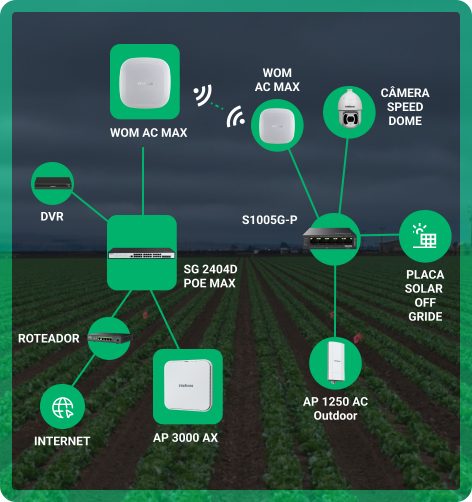 WOM
AC MAX
CÂMERA
SPEED
DOME
WOM AC MAX
DVR
S1005G-P
SG 2404D
POE MAX
PLACA
SOLAR
OFF
GRIDE
ROTEADOR
AP 1250 AC
Outdoor
INTERNET
AP 3000 AX